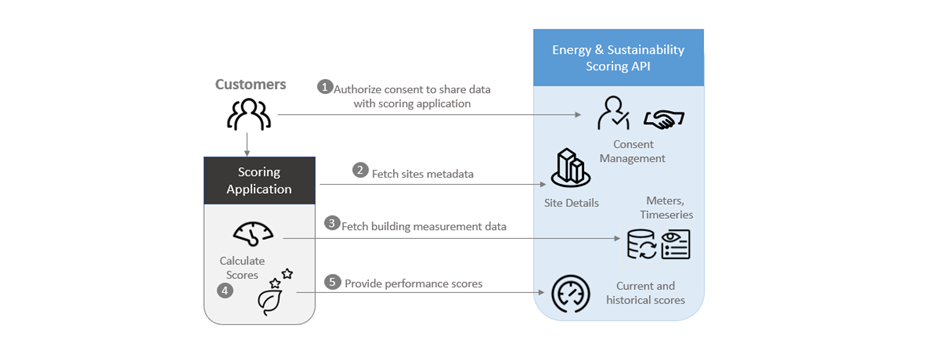 Energy & Sustainability
Scoring API
Customers
1 Authorize consent to share data
with scoring application
Consent
Management
Scoring
Application
2 Fetch sites metadata
Site Details
Meters,
Timeseries
3 Fetch building measurement data
Calculate
Scores
4
5 Provide performance scores
Current and
historical scores